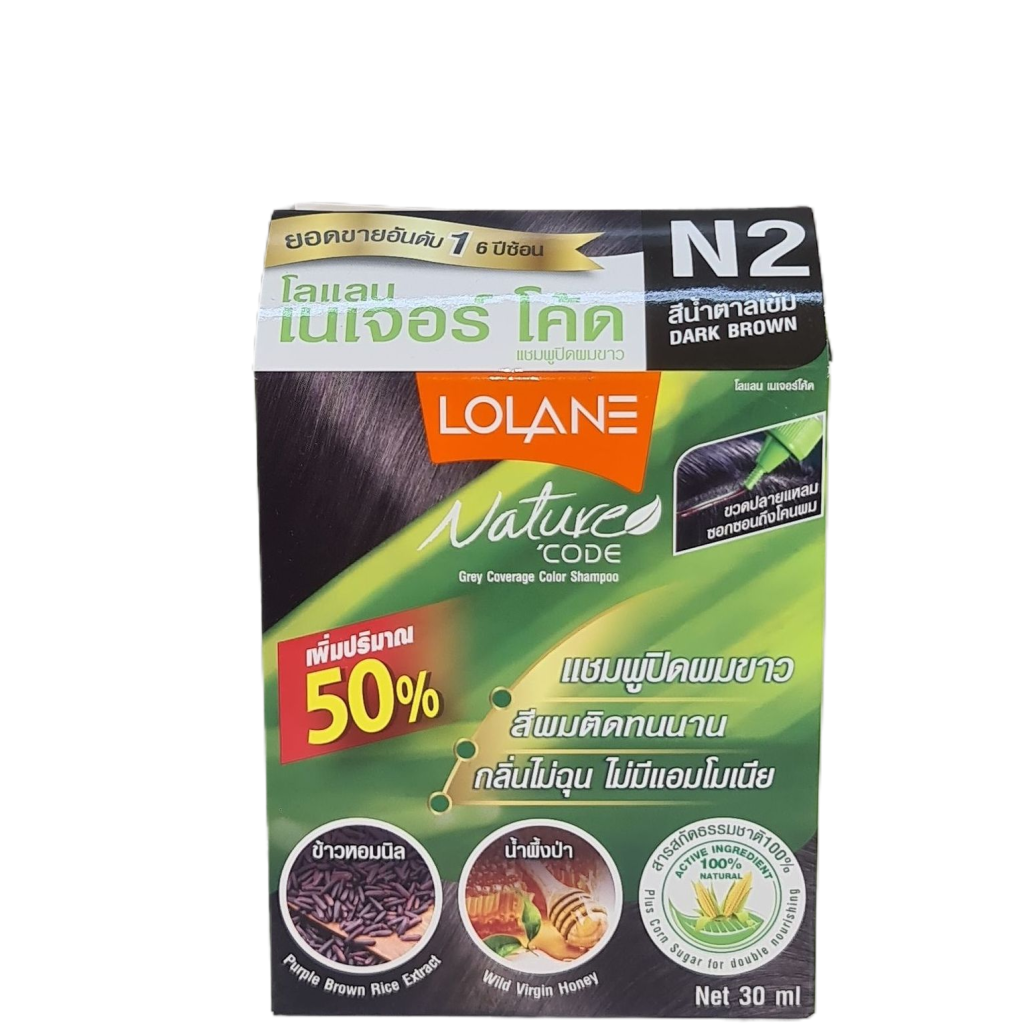 ยอดขายอันดับ 1 6 ปีซ้อน
N2
สีน้ำตาลเข้ม
DARK BROWN
โลแลน
เนเจอร์ โค้ด
แชมพูปิดผมขาว
โลแลน เนเจอร์โค้ด
LOLANE
Nature
CODE
Grey Coverage Color Shampoo
ขวดปลายแหลม
ซอกซอนถึงโคนผม
เพิ่มปริมาณ
50%
แชมพูปิดผมขาว
สีผมติดทนนาน
กลิ่นไม่ฉุน ไม่มีแอมโมเนีย
ข้าวหอมนิล
Purple Brown Rice Extract
น้ำผึ้งป่า
Wild Virgin Honey
สารสกัดธรรมชาติ100%
ACTIVE INGREDIENT
100%
NATURAL
Plus Corn Sugar for double nourishing
Net 30 ml